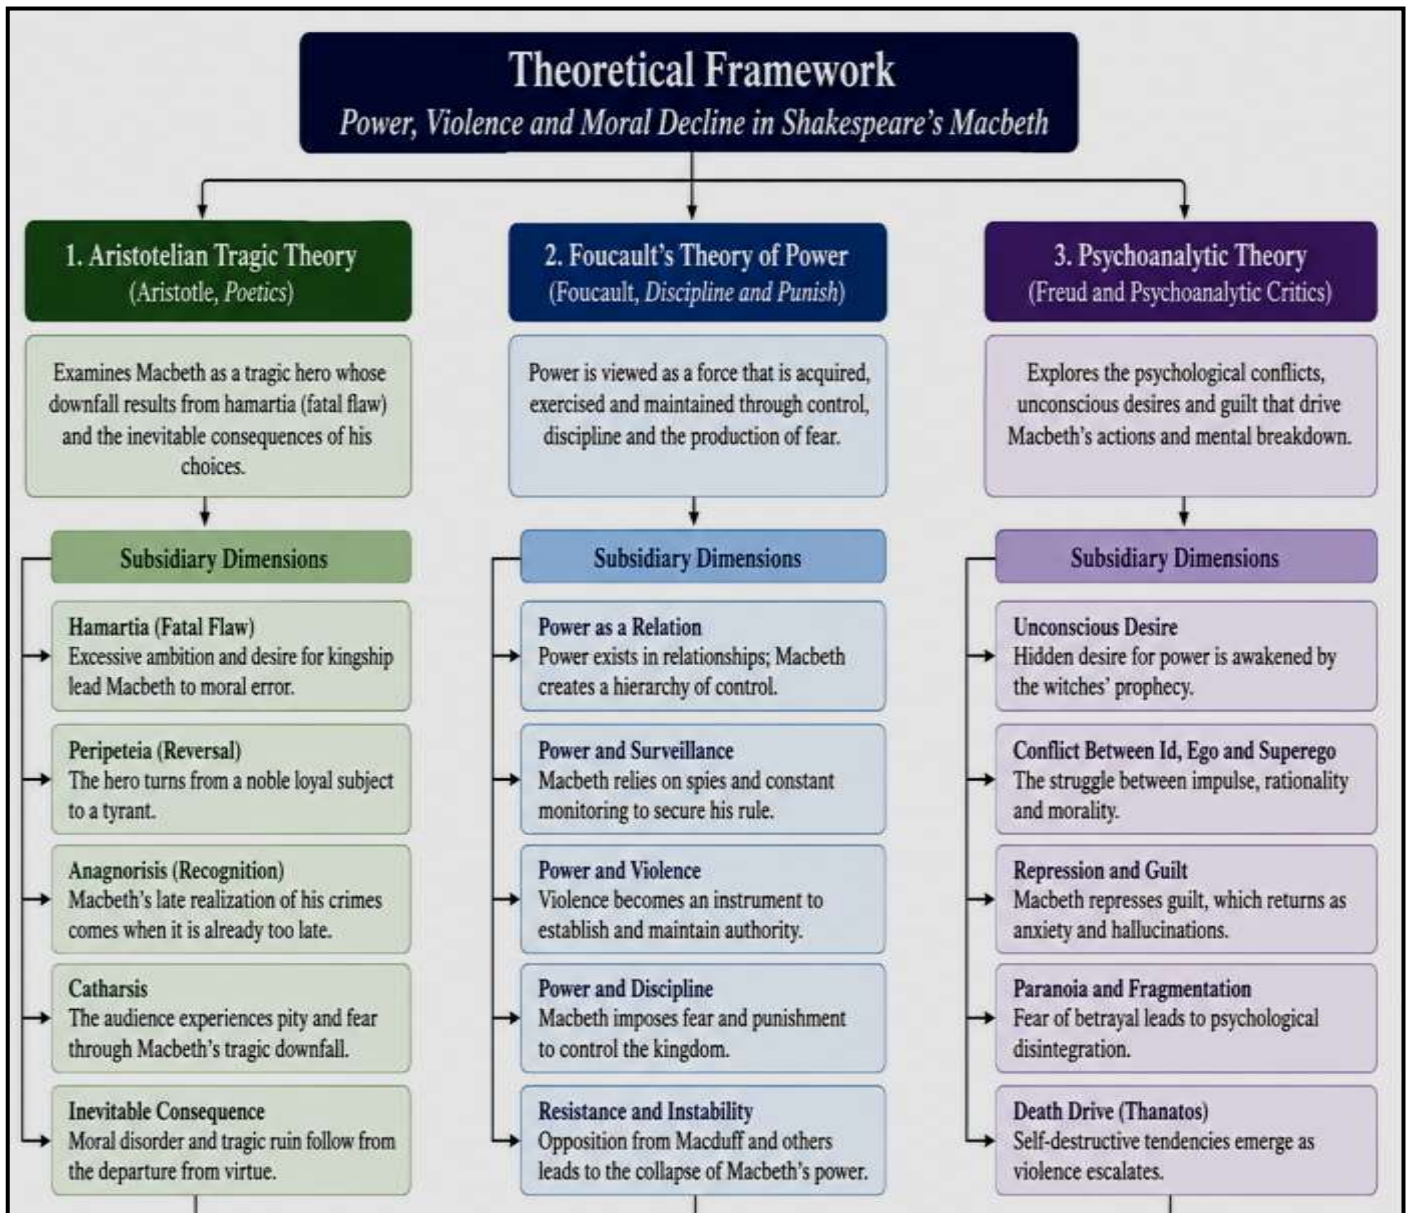 Theoretical Framework
Power, Violence and Moral Decline in Shakespeare's Macbeth
1. Aristotelian Tragic Theory
(Aristotle, Poetics)
Examines Macbeth as a tragic hero whose
downfall results from hamartia (fatal flaw)
and the inevitable consequences of his
choices.
Subsidiary Dimensions
Hamartia (Fatal Flaw)
Excessive ambition and desire for kingship
lead Macbeth to moral error.
Peripeteia (Reversal)
The hero turns from a noble loyal subject
to a tyrant.
Anagnorisis (Recognition)
Macbeth's late realization of his crimes
comes when it is already too late.
Catharsis
The audience experiences pity and fear
through Macbeth's tragic downfall.
Inevitable Consequence
Moral disorder and tragic ruin follow from
the departure from virtue.
2. Foucault's Theory of Power
(Foucault, Discipline and Punish)
Power is viewed as a force that is acquired,
exercised and maintained through control,
discipline and the production of fear.
Subsidiary Dimensions
Power as a Relation
Power exists in relationships; Macbeth
creates a hierarchy of control.
Power and Surveillance
Macbeth relies on spies and constant
monitoring to secure his rule.
Power and Violence
Violence becomes an instrument to
establish and maintain authority.
Power and Discipline
Macbeth imposes fear and punishment
to control the kingdom.
Resistance and Instability
Opposition from Macduff and others
leads to the collapse of Macbeth's power.
3. Psychoanalytic Theory
(Freud and Psychoanalytic Critics)
Explores the psychological conflicts,
unconscious desires and guilt that drive
Macbeth's actions and mental breakdown.
Subsidiary Dimensions
Unconscious Desire
Hidden desire for power is awakened by
the witches' prophecy.
Conflict Between Id, Ego and Superego
The struggle between impulse, rationality
and morality.
Repression and Guilt
Macbeth represses guilt, which returns as
anxiety and hallucinations.
Paranoia and Fragmentation
Fear of betrayal leads to psychological
disintegration.
Death Drive (Thanatos)
Self-destructive tendencies emerge as
violence escalates.